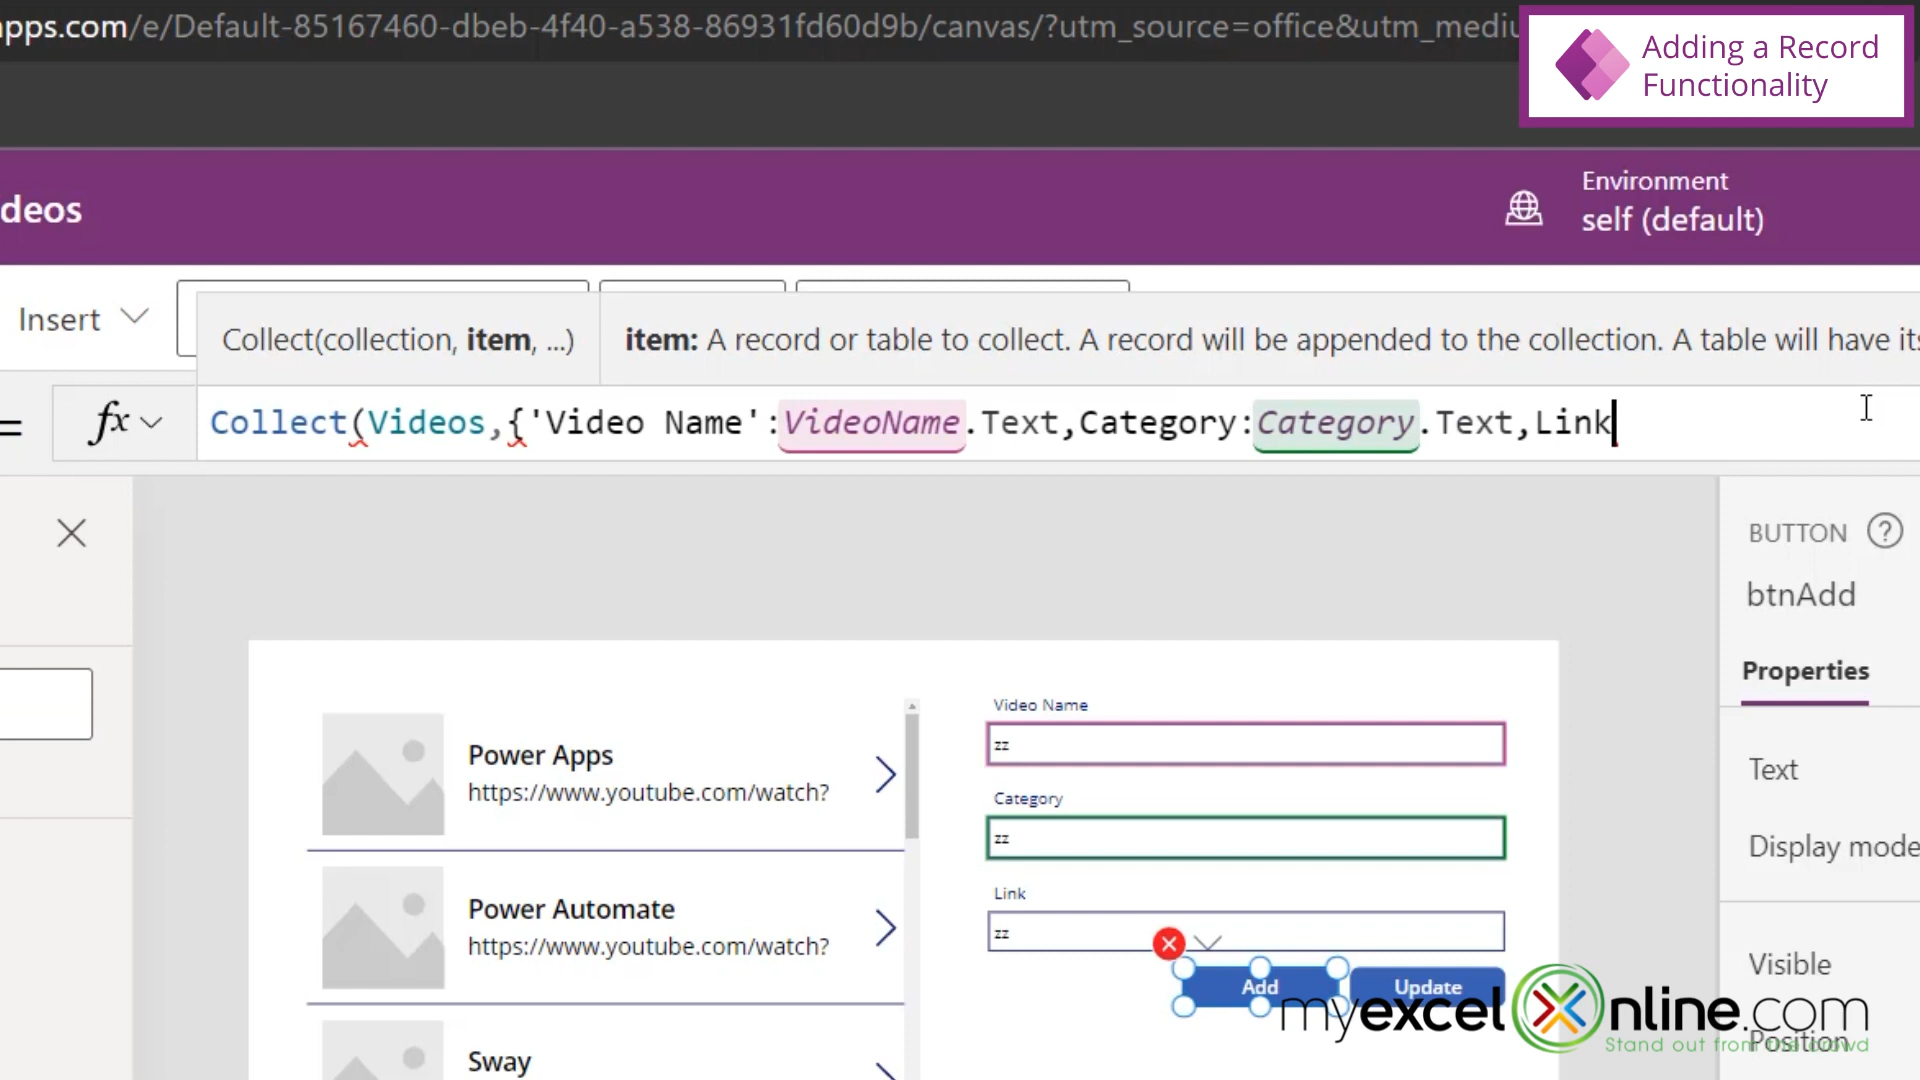 apps.com/e/Default-85167460-dbeb-4f40-a538-86931fd60d9b/canvas/?utm_source=office&utm_mediu
Adding a Record
Functionality
deos
Environment
self (default)
Insert
Collect(collection, item, ...)
item: A record or table to collect. A record will be appended to the collection. A table will have its
= fx Collect(Videos,{'Video Name':VideoName.Text,Category:Category.Text,Link
BUTTON ?
btnAdd
Properties
Text
Display mode
Visible
Position
Power Apps
https://www.youtube.com/watch?
Power Automate
https://www.youtube.com/watch?
Sway
Video Name
zz
Category
zz
Link
zz
Add
Update
myexcelonline.com
Stand out from the crowd